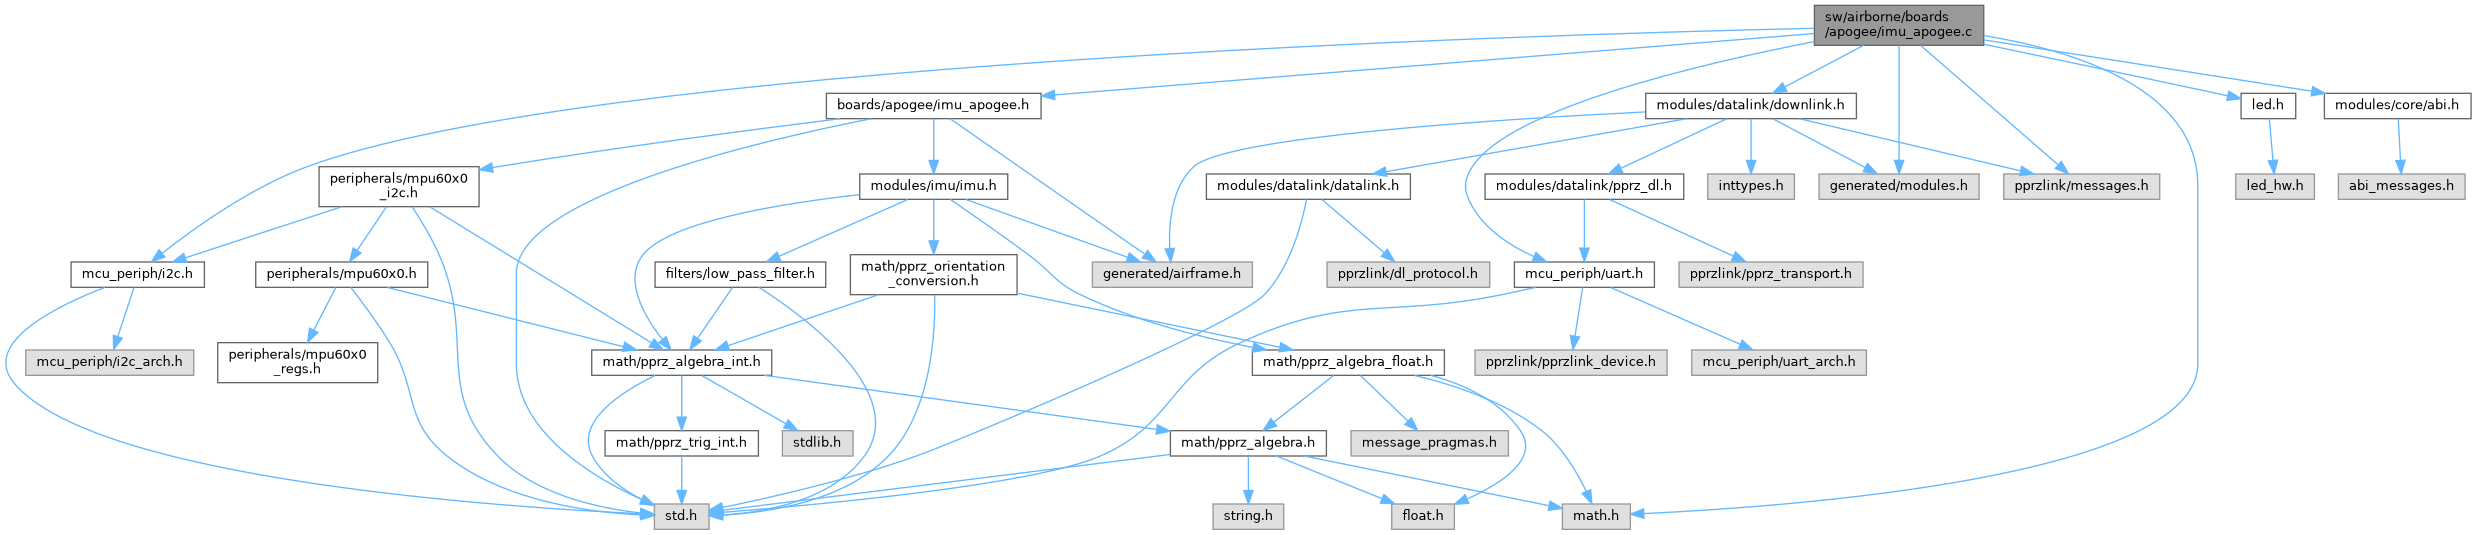 sw/airborne/boards
/apogee/imu_apogee.c
boards/apogee/imu_apogee.h
modules/datalink/downlink.h
led.h
modules/core/abi.h
peripherals/mpu60x0
_i2c.h
modules/imu/imu.h
modules/datalink/datalink.h
modules/datalink/pprz_dl.h
inttypes.h
generated/modules.h
pprzlink/messages.h
led_hw.h
abi_messages.h
mcu_periph/i2c.h
peripherals/mpu60x0.h
filters/low_pass_filter.h
math/pprz_orientation
_conversion.h
generated/airframe.h
pprzlink/dl_protocol.h
mcu_periph/uart.h
pprzlink/pprz_transport.h
mcu_periph/i2c_arch.h
peripherals/mpu60x0
_regs.h
math/pprz_algebra_int.h
math/pprz_algebra_float.h
pprzlink/pprzlink_device.h
mcu_periph/uart_arch.h
math/pprz_trig_int.h
stdlib.h
math/pprz_algebra.h
message_pragmas.h
std.h
string.h
float.h
math.h